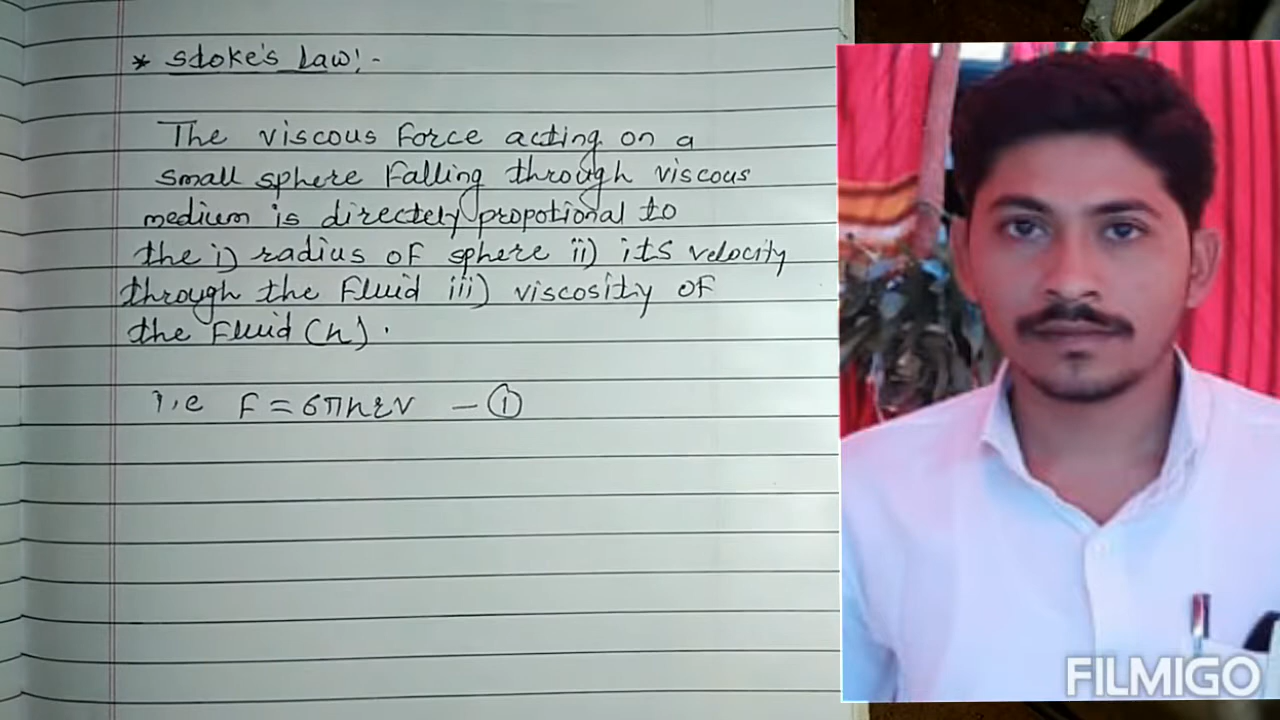 * Stoke's Law:-
The viscous Force acting on a
small sphere Falling through viscous
medium is directely propotional to
the i) radius of sphere ii) its velocity
through the Fluid iii) viscosity of
the Fluid (η).
i.e F = 6πηrv — ①
FILMIGO